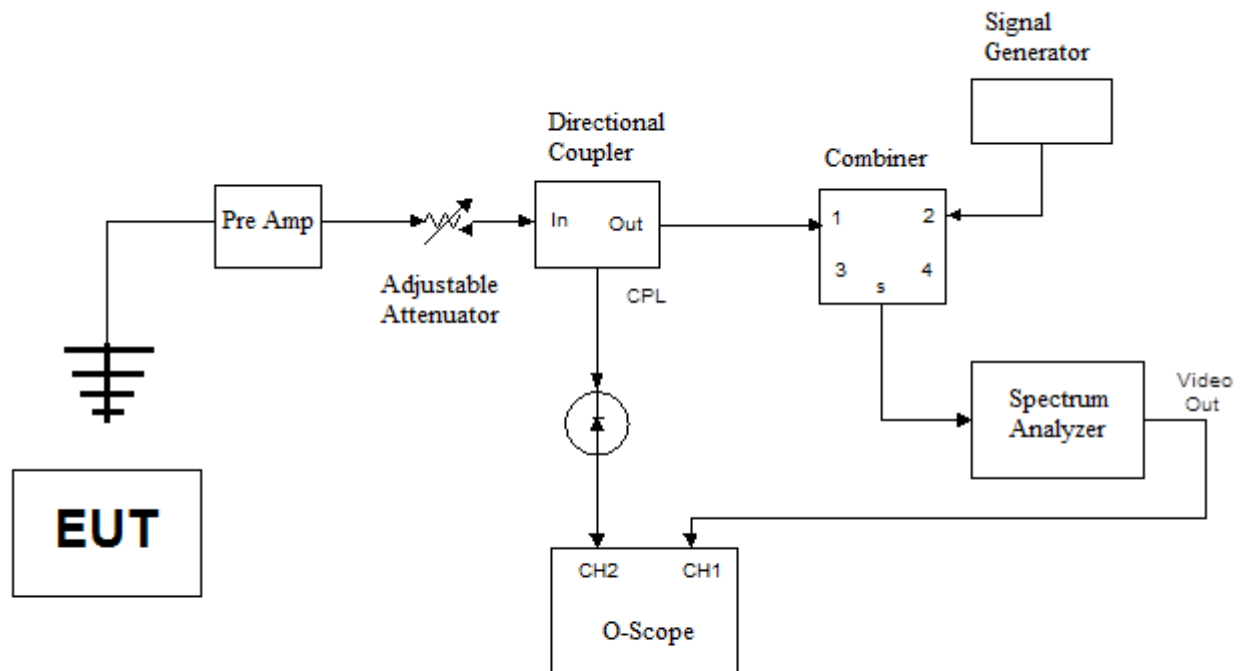 Signal
Generator
Directional
Coupler
Combiner
Pre Amp
In
Out
1
2
3
4
s
Adjustable
Attenuator
CPL
Spectrum
Analyzer
Video
Out
EUT
CH2
CH1
O-Scope